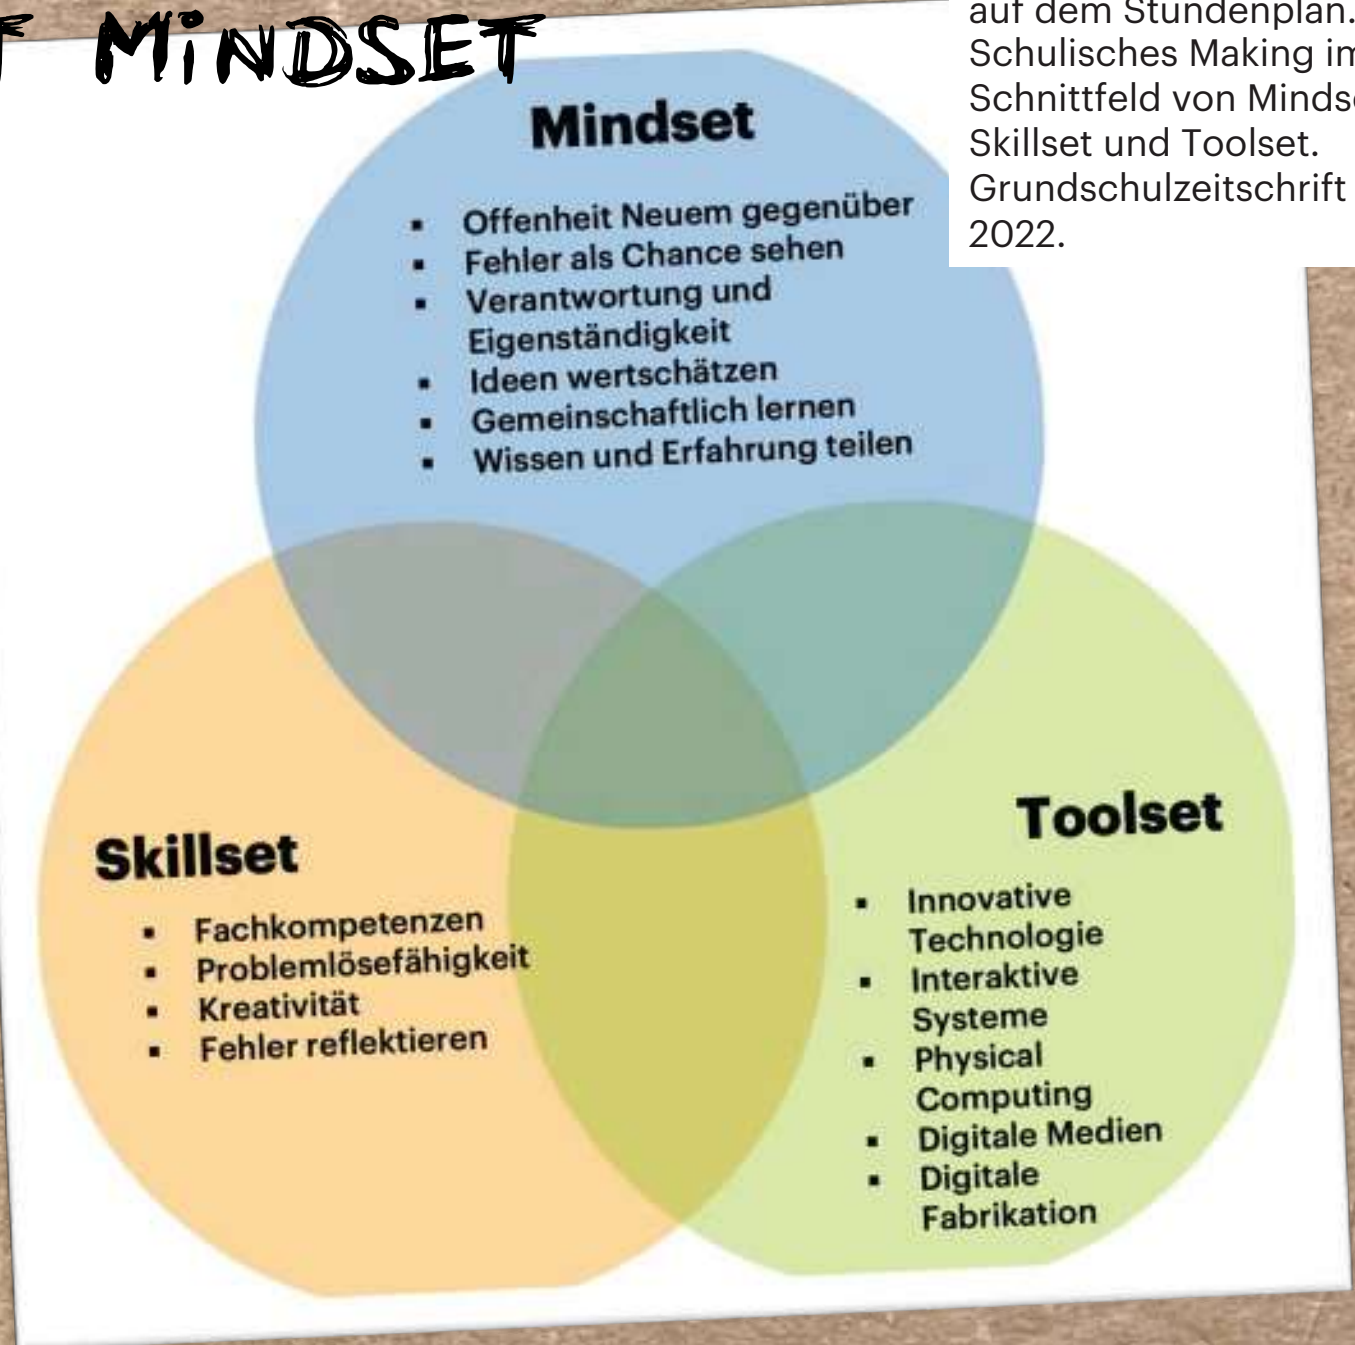 MiNDSET
auf dem Stundenplan.
Schulisches Making im
Schnittfeld von
Skillset und Toolset.
Grundschulzeitschrift
2022.
Mindset
▪ Offenheit Neuem gegenüber
▪ Fehler als Chance sehen
▪ Verantwortung und
Eigenständigkeit
▪ Ideen wertschätzen
▪ Gemeinschaftlich lernen
▪ Wissen und Erfahrung teilen
Skillset
▪ Fachkompetenzen
▪ Problemlösefähigkeit
▪ Kreativität
▪ Fehler reflektieren
Toolset
▪ Innovative
Technologie
▪ Interaktive
Systeme
▪ Physical
Computing
▪ Digitale Medien
▪ Digitale
Fabrikation